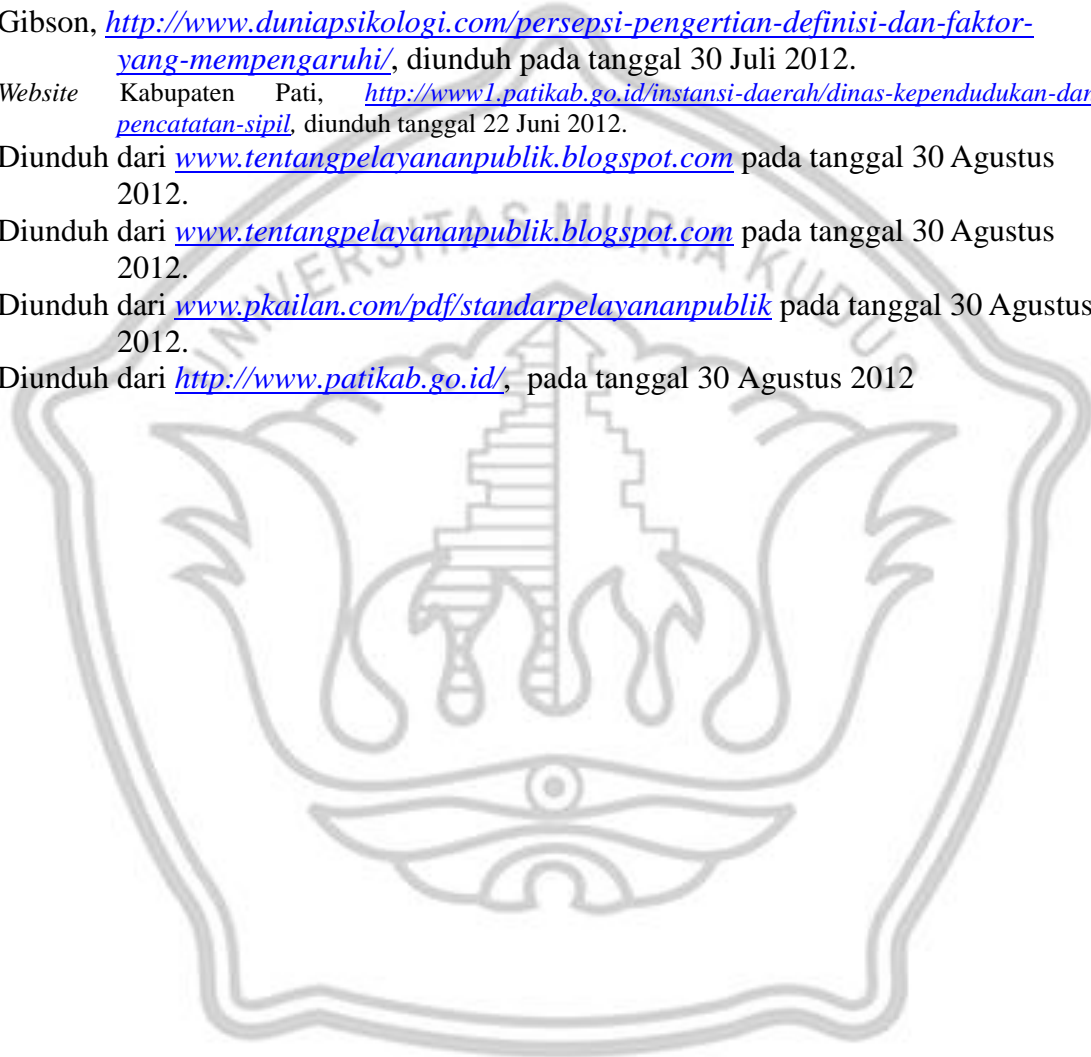 Gibson, http://www.duniapsikologi.com/persepsi-pengertian-definisi-dan-faktor-
yang-mempengaruhi/, diunduh pada tanggal 30 Juli 2012.
Website Kabupaten Pati, http://www1.patikab.go.id/instansi-daerah/dinas-kependudukan-dan
pencatatan-sipil, diunduh tanggal 22 Juni 2012.
Diunduh dari www.tentangpelayananpublik.blogspot.com pada tanggal 30 Agustus
2012.
Diunduh dari www.tentangpelayananpublik.blogspot.com pada tanggal 30 Agustus
2012.
Diunduh dari www.pkailan.com/pdf/standarpelayananpublik pada tanggal 30 Agustus
2012.
Diunduh dari http://www.patikab.go.id/, pada tanggal 30 Agustus 2012
UNIVERSITAS MURIA KUDUS